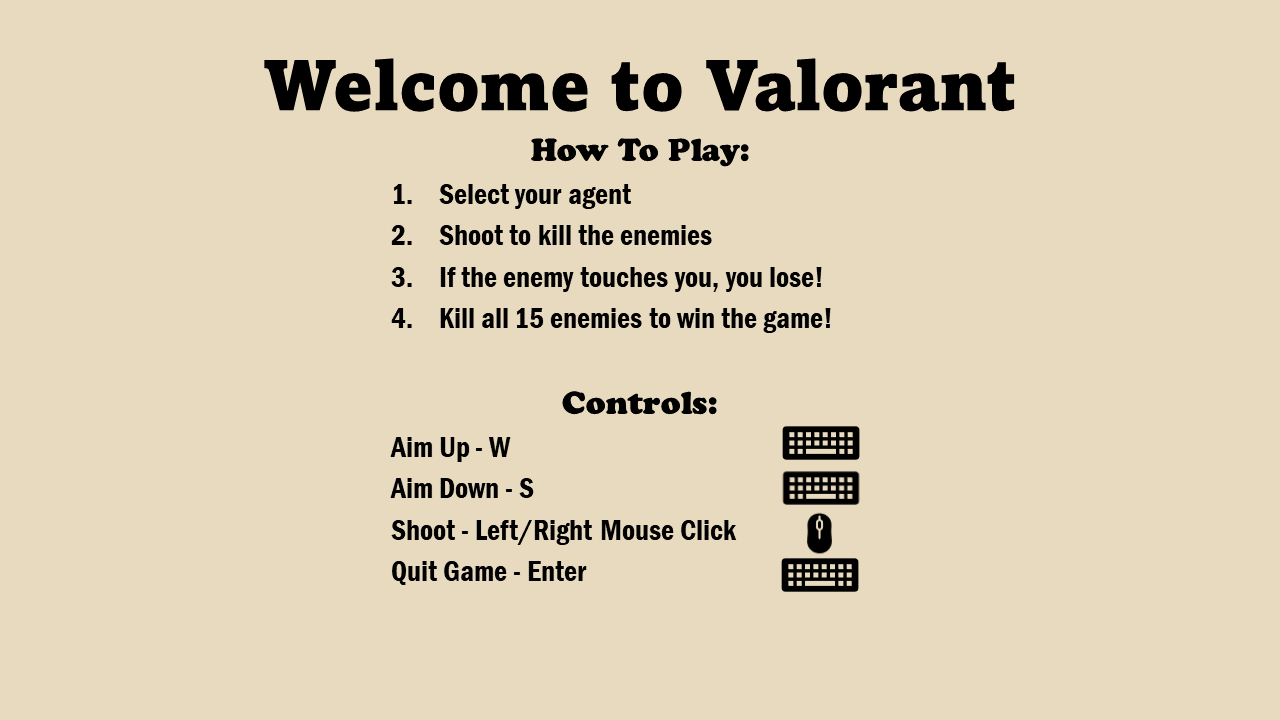 Welcome to Valorant
How To Play:
1. Select your agent
2. Shoot to kill the enemies
3. If the enemy touches you, you lose!
4. Kill all 15 enemies to win the game!
Controls:
Aim Up - W
Aim Down - S
Shoot - Left/Right Mouse Click
Quit Game - Enter